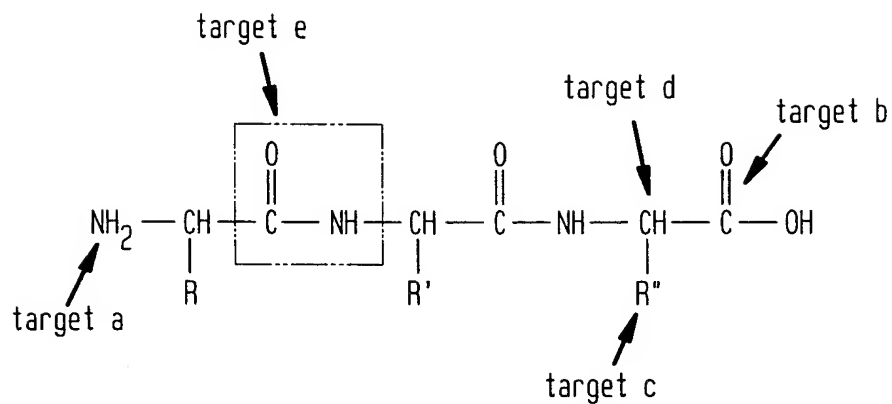 target e
target d
target b
O
O
O
NH2 — CH — C — NH — CH — C — NH — CH — C — OH
R
R'
R"
target a
target c